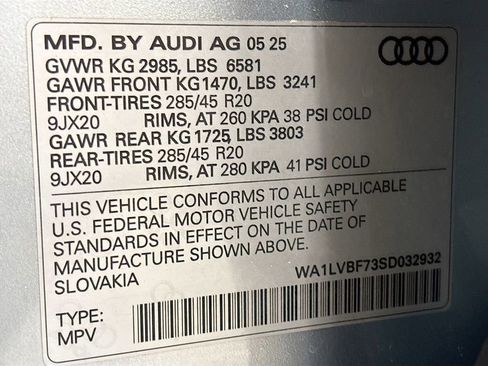 MFD. BY AUDI AG 05 25
GVWR KG 2985, LBS 6581
GAWR FRONT KG1470, LBS 3241
FRONT-TIRES 285/45 R20
9JX20 RIMS, AT 260 KPA 38 PSI COLD
GAWR REAR KG 1725, LBS 3803
REAR-TIRES 285/45 R20
9JX20 RIMS, AT 280 KPA 41 PSI COLD
THIS VEHICLE CONFORMS TO ALL APPLICABLE
U.S. FEDERAL MOTOR VEHICLE SAFETY
STANDARDS IN EFFECT ON THE DATE OF
MANUFACTURE SHOWN ABOVE.
SLOVAKIA WA1LVBF73SD032932
TYPE:
MPV